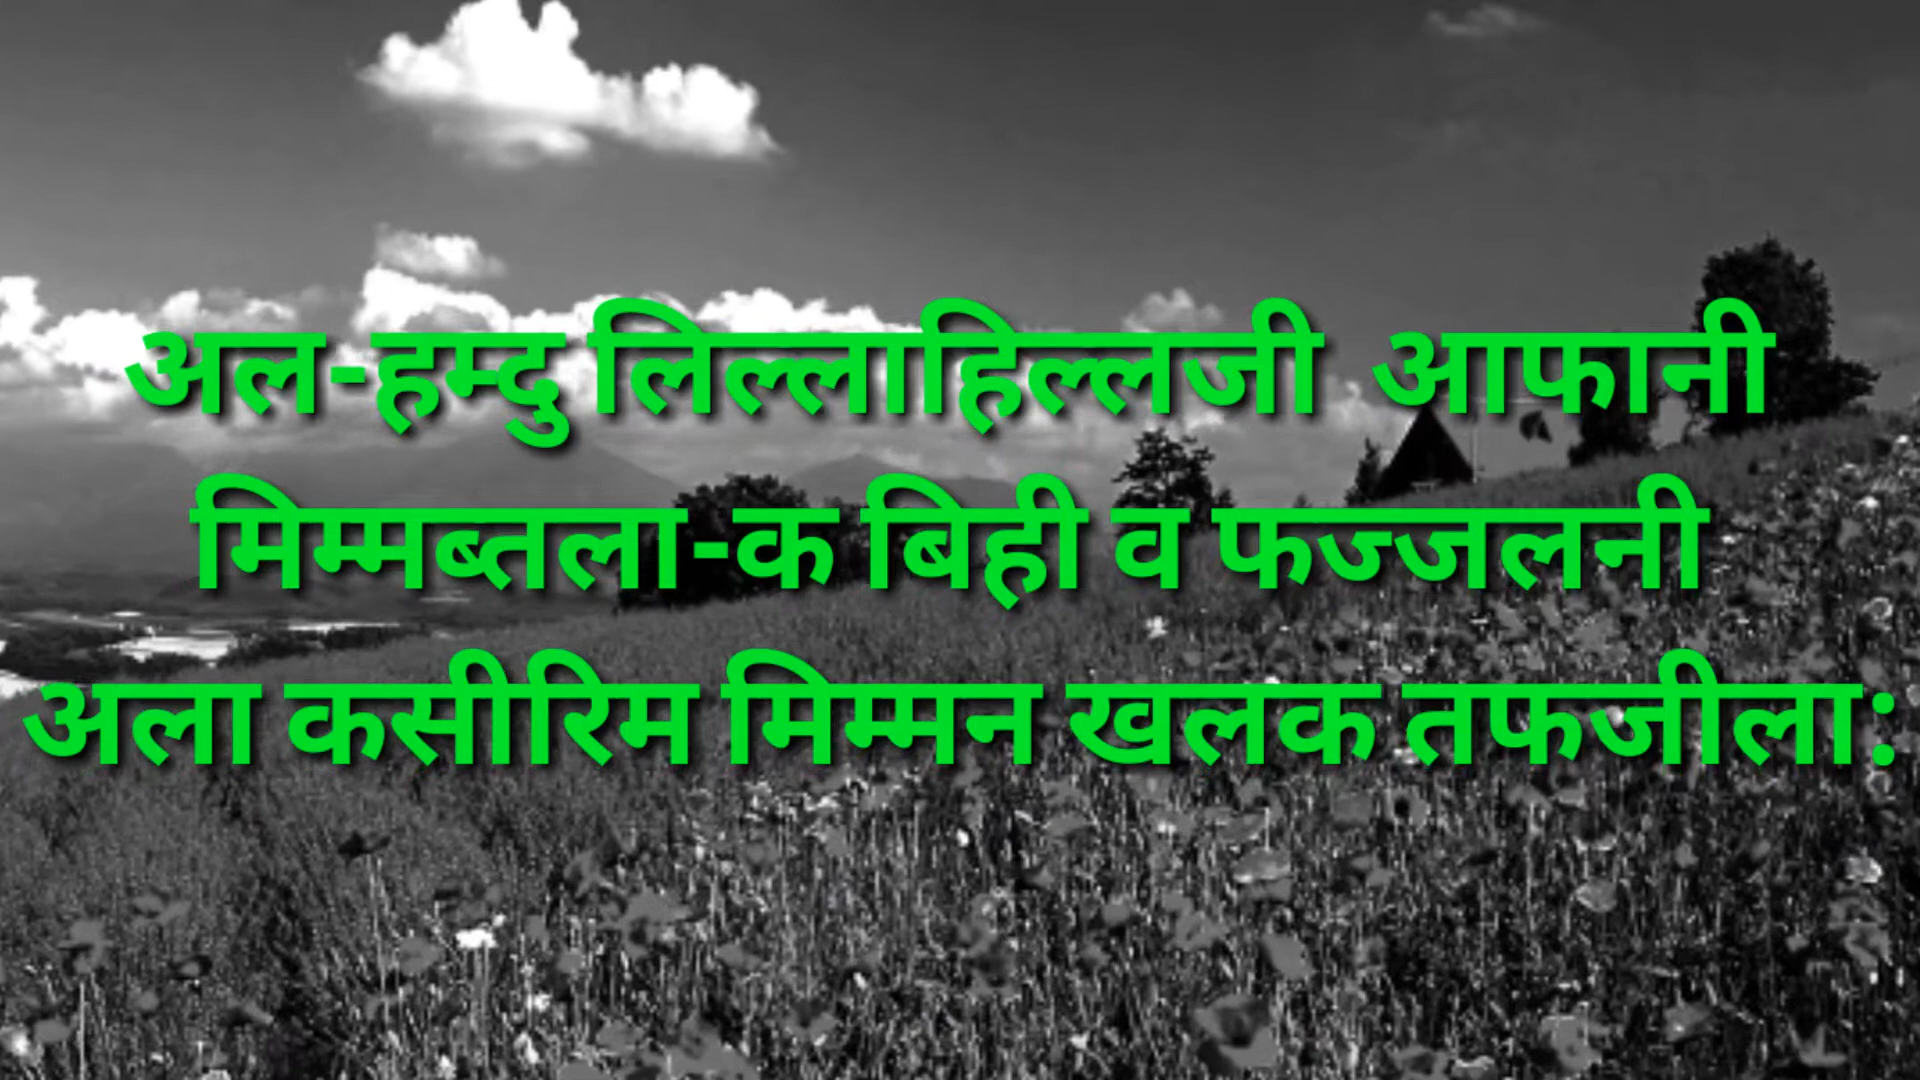 अल-हम्दु लिल्लाहिल्लजी आफानी
मिम्मब्तला-क बिही व फज्जलनी
अला कसीरिम मिम्मन खलक तफजीला: